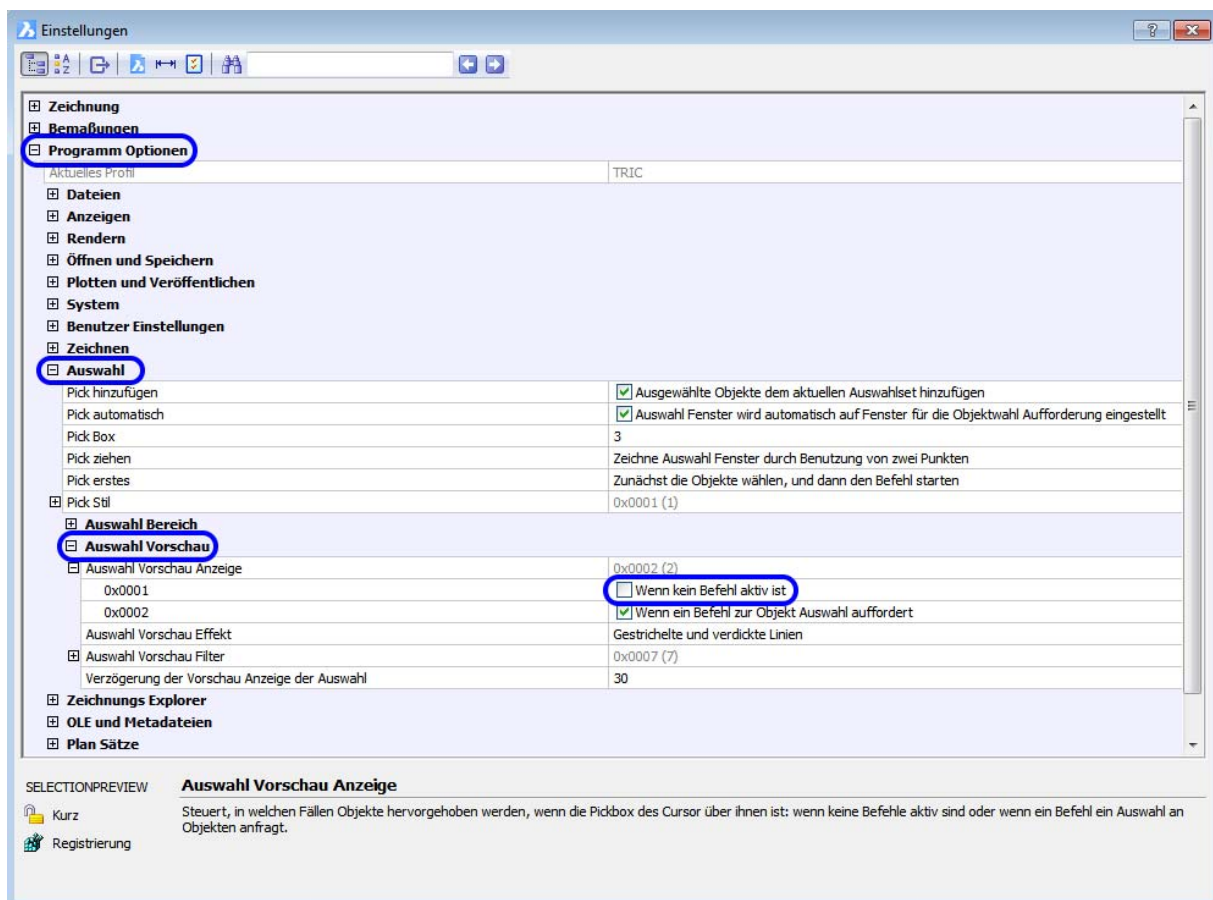 Einstellungen
Zeichnung
Bemaßungen
Programm Optionen
Aktuelles Profil TRIC
Dateien
Anzeigen
Rendern
Öffnen und Speichern
Plotten und Veröffentlichen
System
Benutzer Einstellungen
Zeichnen
Auswahl
Pick hinzufügen Ausgewählte Objekte dem aktuellen Auswahlset hinzufügen
Pick automatisch Auswahl Fenster wird automatisch auf Fenster für die Objektwahl Aufforderung eingestellt
Pick Box 3
Pick ziehen Zeichne Auswahl Fenster durch Benutzung von zwei Punkten
Pick erstes Zunächst die Objekte wählen, und dann den Befehl starten
Pick Stil 0x0001 (1)
Auswahl Bereich
Auswahl Vorschau
Auswahl Vorschau Anzeige 0x0002 (2)
0x0001 Wenn kein Befehl aktiv ist
0x0002 Wenn ein Befehl zur Objekt Auswahl auffordert
Auswahl Vorschau Effekt Gestrichelte und verdickte Linien
Auswahl Vorschau Filter 0x0007 (7)
Verzögerung der Vorschau Anzeige der Auswahl 30
Zeichnungs Explorer
OLE und Metadateien
Plan Sätze
SELECTIONPREVIEW Auswahl Vorschau Anzeige
Kurz Steuert, in welchen Fällen Objekte hervorgehoben werden, wenn die Pickbox des Cursor über ihnen ist: wenn keine Befehle aktiv sind oder wenn ein Befehl ein Auswahl an
Objekten anfragt.
Registrierung